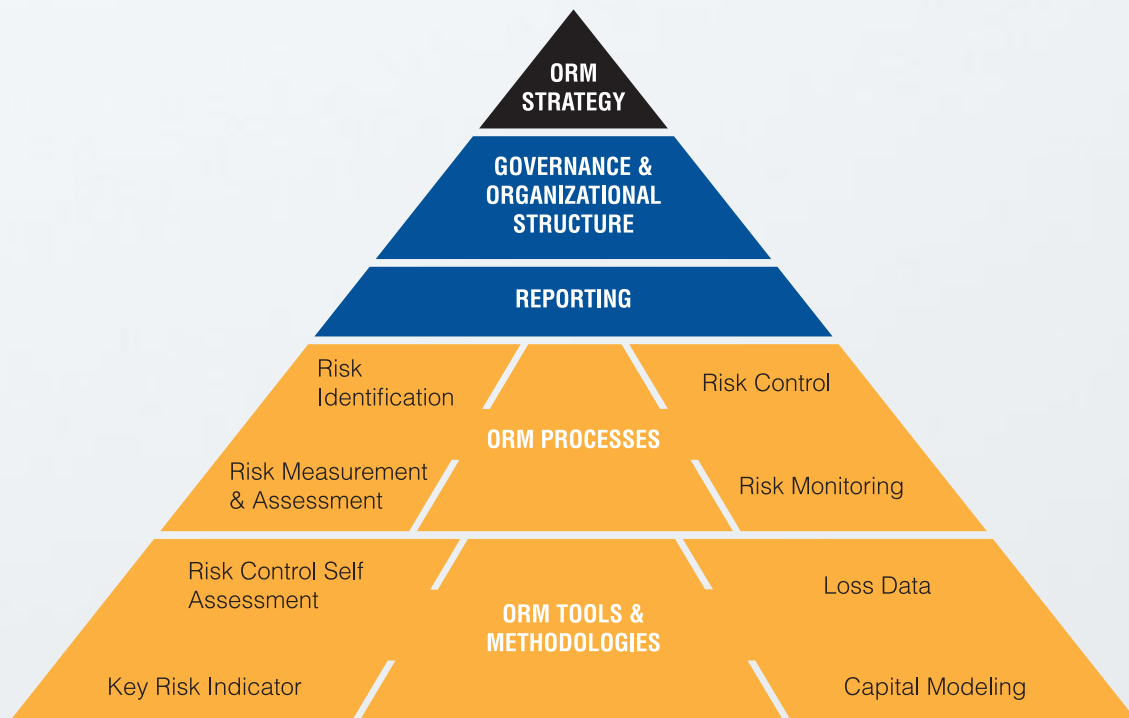 ORM
STRATEGY
GOVERNANCE &
ORGANIZATIONAL
STRUCTURE
REPORTING
Risk
Identification
Risk Control
ORM PROCESSES
Risk Measurement
& Assessment
Risk Monitoring
Risk Control Self
Assessment
Loss Data
ORM TOOLS &
METHODOLOGIES
Key Risk Indicator
Capital Modeling